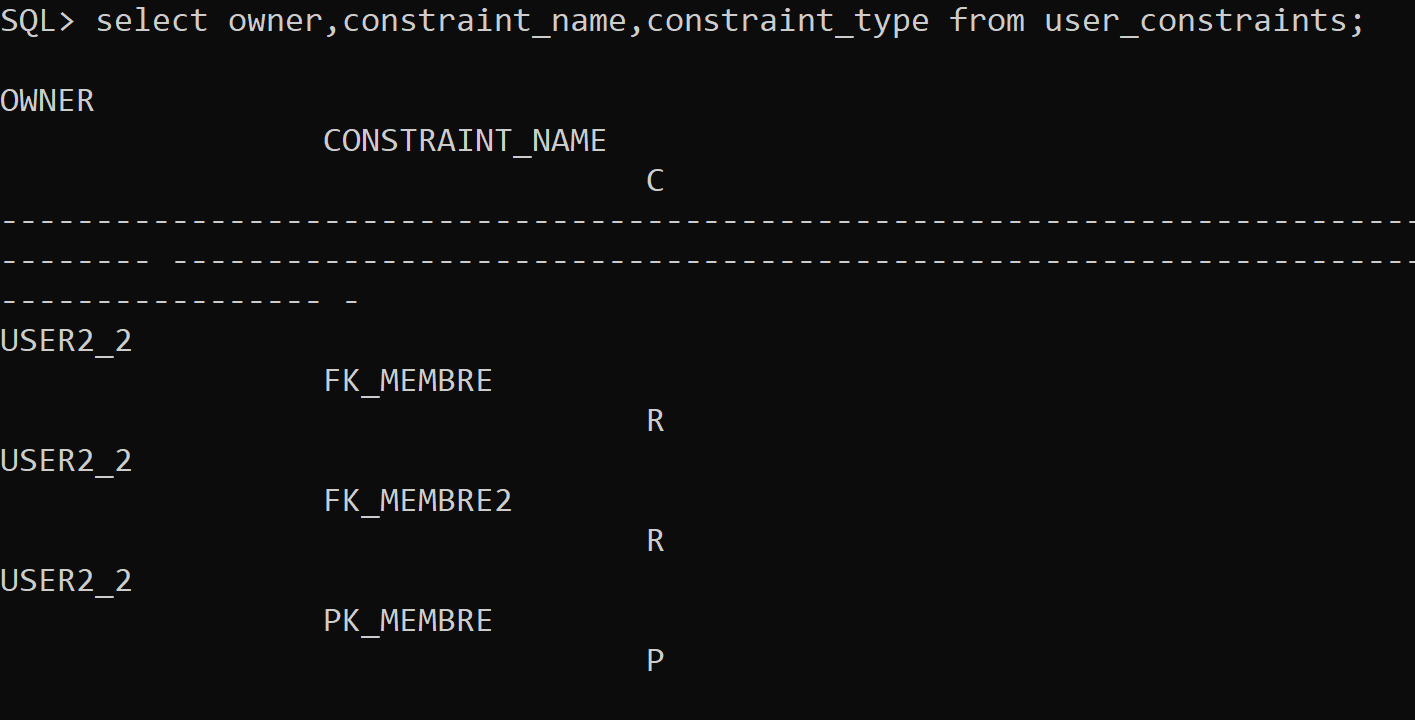 SQL> select owner,constraint_name,constraint_type from user_constraints;
OWNER
CONSTRAINT_NAME
C
---------------------------------------------------------------------------
-------- ------------------------------------------------------------------
----------------- -
USER2_2
FK_MEMBRE
R
USER2_2
FK_MEMBRE2
R
USER2_2
PK_MEMBRE
P